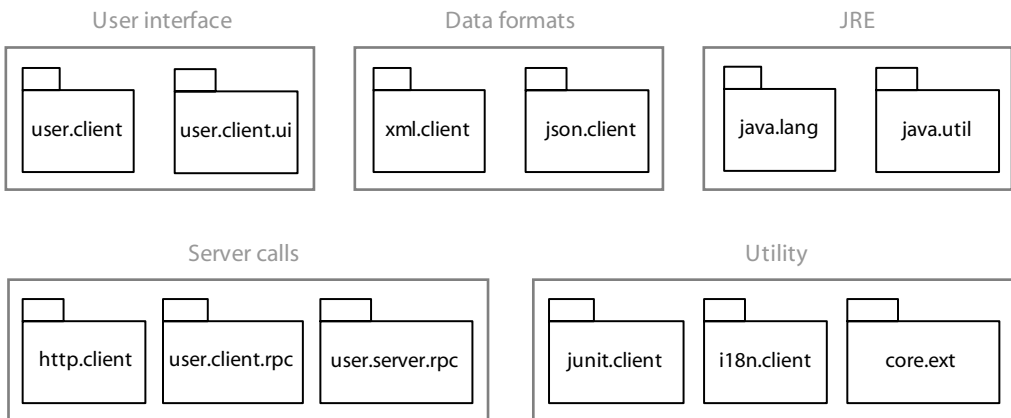 User interface
Data formats
JRE
user.client
user.client.ui
xml.client
json.client
java.lang
java.util
Server calls
Utility
http.client
user.client.rpc
user.server.rpc
junit.client
i18n.client
core.ext